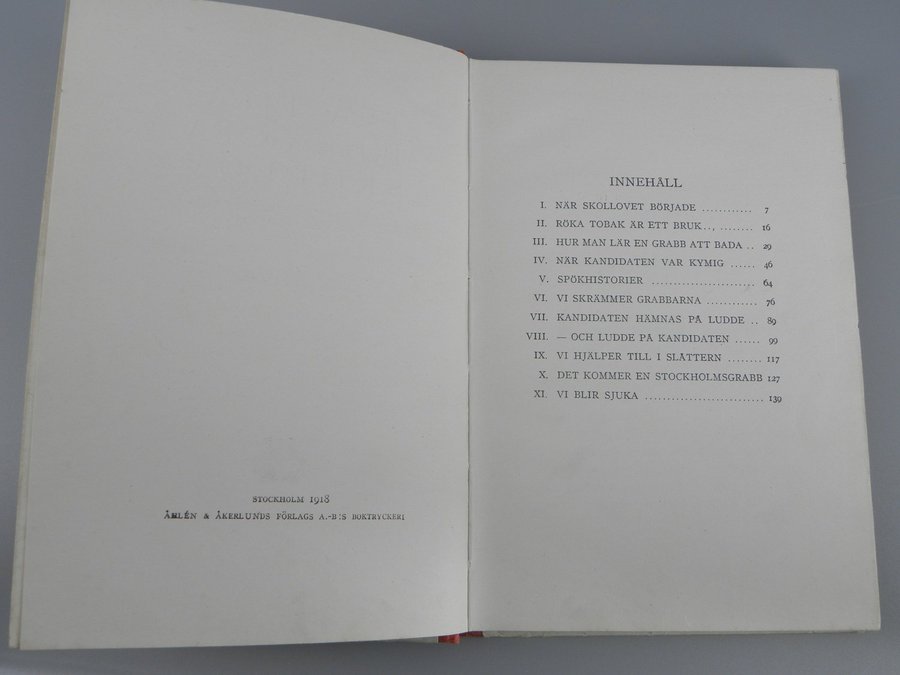 STOCKHOLM 1918
ÅHLÉN & ÅKERLUNDS FÖRLAGS A.-B:S BOKTRYCKERI
INNEHÅLL
I. NÄR SKOLLOVET BÖRJADE ............ 7
II. RÖKA TOBAK ÄR ETT BRUK.., ........ 16
III. HUR MAN LÄR EN GRABB ATT BADA .. 29
IV. NÄR KANDIDATEN VAR KYMIG ...... 46
V. SPÖKHISTORIER ........................ 64
VI. VI SKRÄMMER GRABBARNA ............ 76
VII. KANDIDATEN HÄMNAS PÅ LUDDE .. 89
VIII. — OCH LUDDE PÅ KANDIDATEN ...... 99
IX. VI HJÄLPER TILL I SLÅTTERN ........ 117
X. DET KOMMER EN STOCKHOLMSGRABB 127
XI. VI BLIR SJUKA ........................... 139